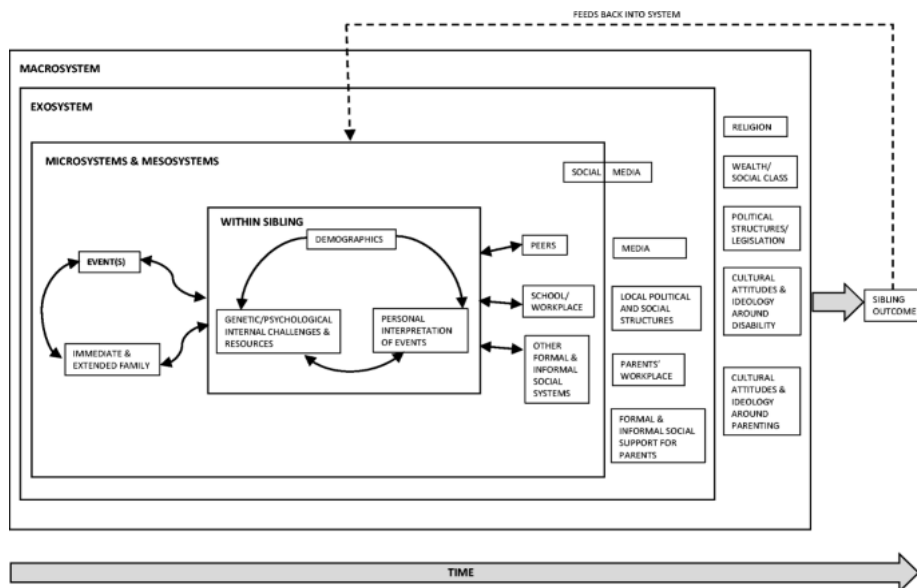 FEEDS BACK INTO SYSTEM
MACROSYSTEM
EXOSYSTEM
MICROSYSTEMS & MESOSYSTEMS
WITHIN SIBLING
DEMOGRAPHICS
EVENT(S)
GENETIC/PSYCHOLOGICAL
INTERNAL CHALLENGES &
RESOURCES
PERSONAL
INTERPRETATION
OF EVENTS
IMMEDIATE &
EXTENDED FAMILY
SOCIAL MEDIA
PEERS
SCHOOL/
WORKPLACE
OTHER
FORMAL &
INFORMAL
SOCIAL
SYSTEMS
MEDIA
LOCAL POLITICAL
AND SOCIAL
STRUCTURES
PARENTS'
WORKPLACE
FORMAL &
INFORMAL SOCIAL
SUPPORT FOR
PARENTS
RELIGION
WEALTH/
SOCIAL CLASS
POLITICAL
STRUCTURES/
LEGISLATION
CULTURAL
ATTITUDES &
IDEOLOGY
AROUND
DISABILITY
CULTURAL
ATTITUDES &
IDEOLOGY
AROUND
PARENTING
SIBLING
OUTCOME
TIME